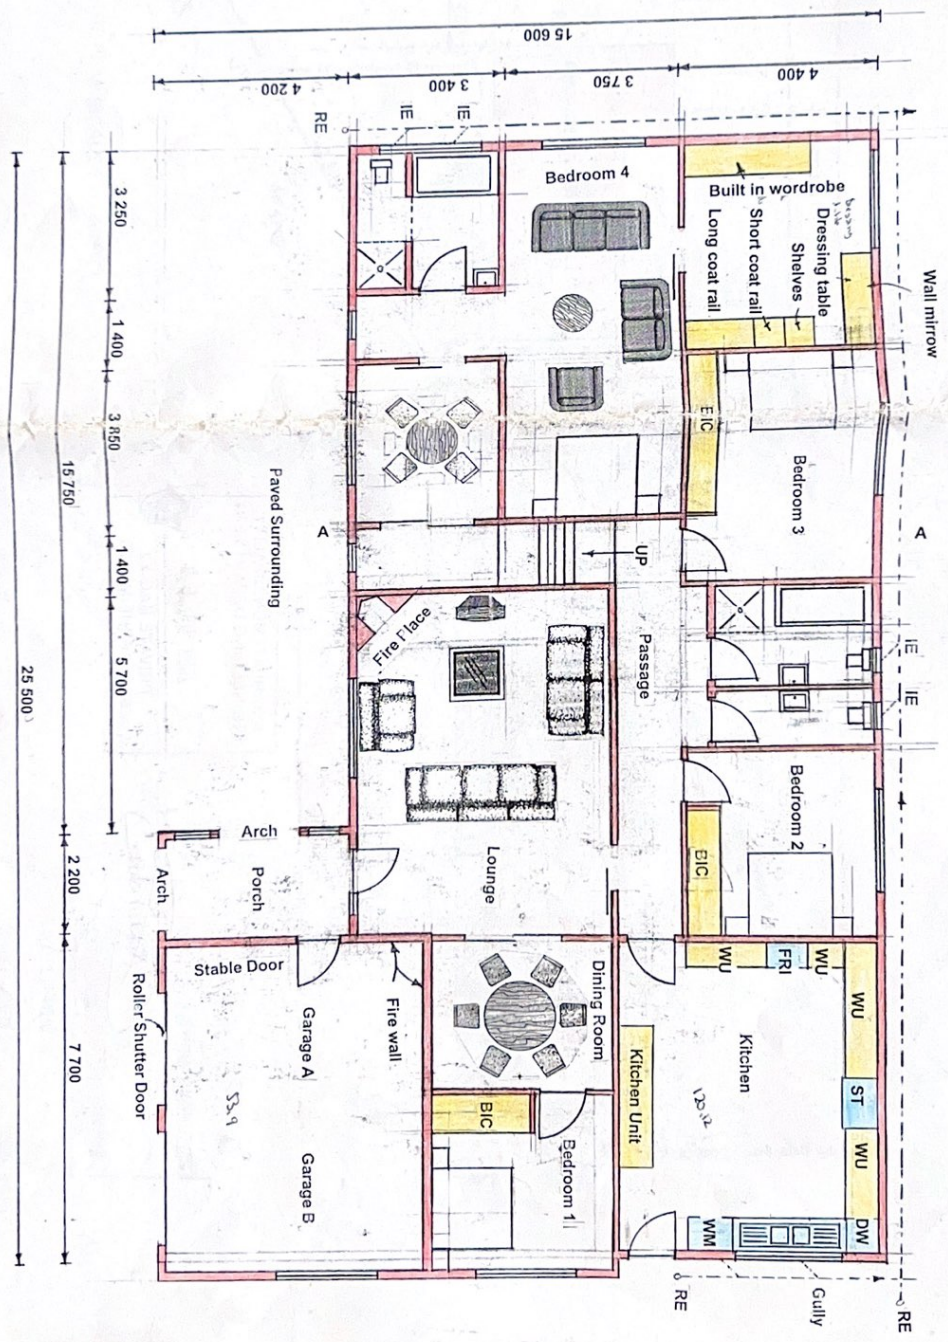 15 600
4 200
3 400
3 750
4 400
RE
IE
IE
Bedroom 4
Built in wordrobe
Long coat rail
Short coat rail
Shelves
Dressing table
Wall mirrow
BIC
Bedroom 3
A
A
UP
Passage
Fire Place
IE
IE
Bedroom 2
BIC
Lounge
Paved Surrounding
Arch
Arch
Porch
Stable Door
Fire wall
Garage A
Garage B
53.9
Roller Shutter Door
Dining Room
BIC
Bedroom 1
Kitchen Unit
Kitchen
WU
FRI
WU
WU
ST
WU
DW
WM
Gully
RE
RE
3 250
1 400
3 850
1 400
5 700
15750
2 200
7 700
25 500